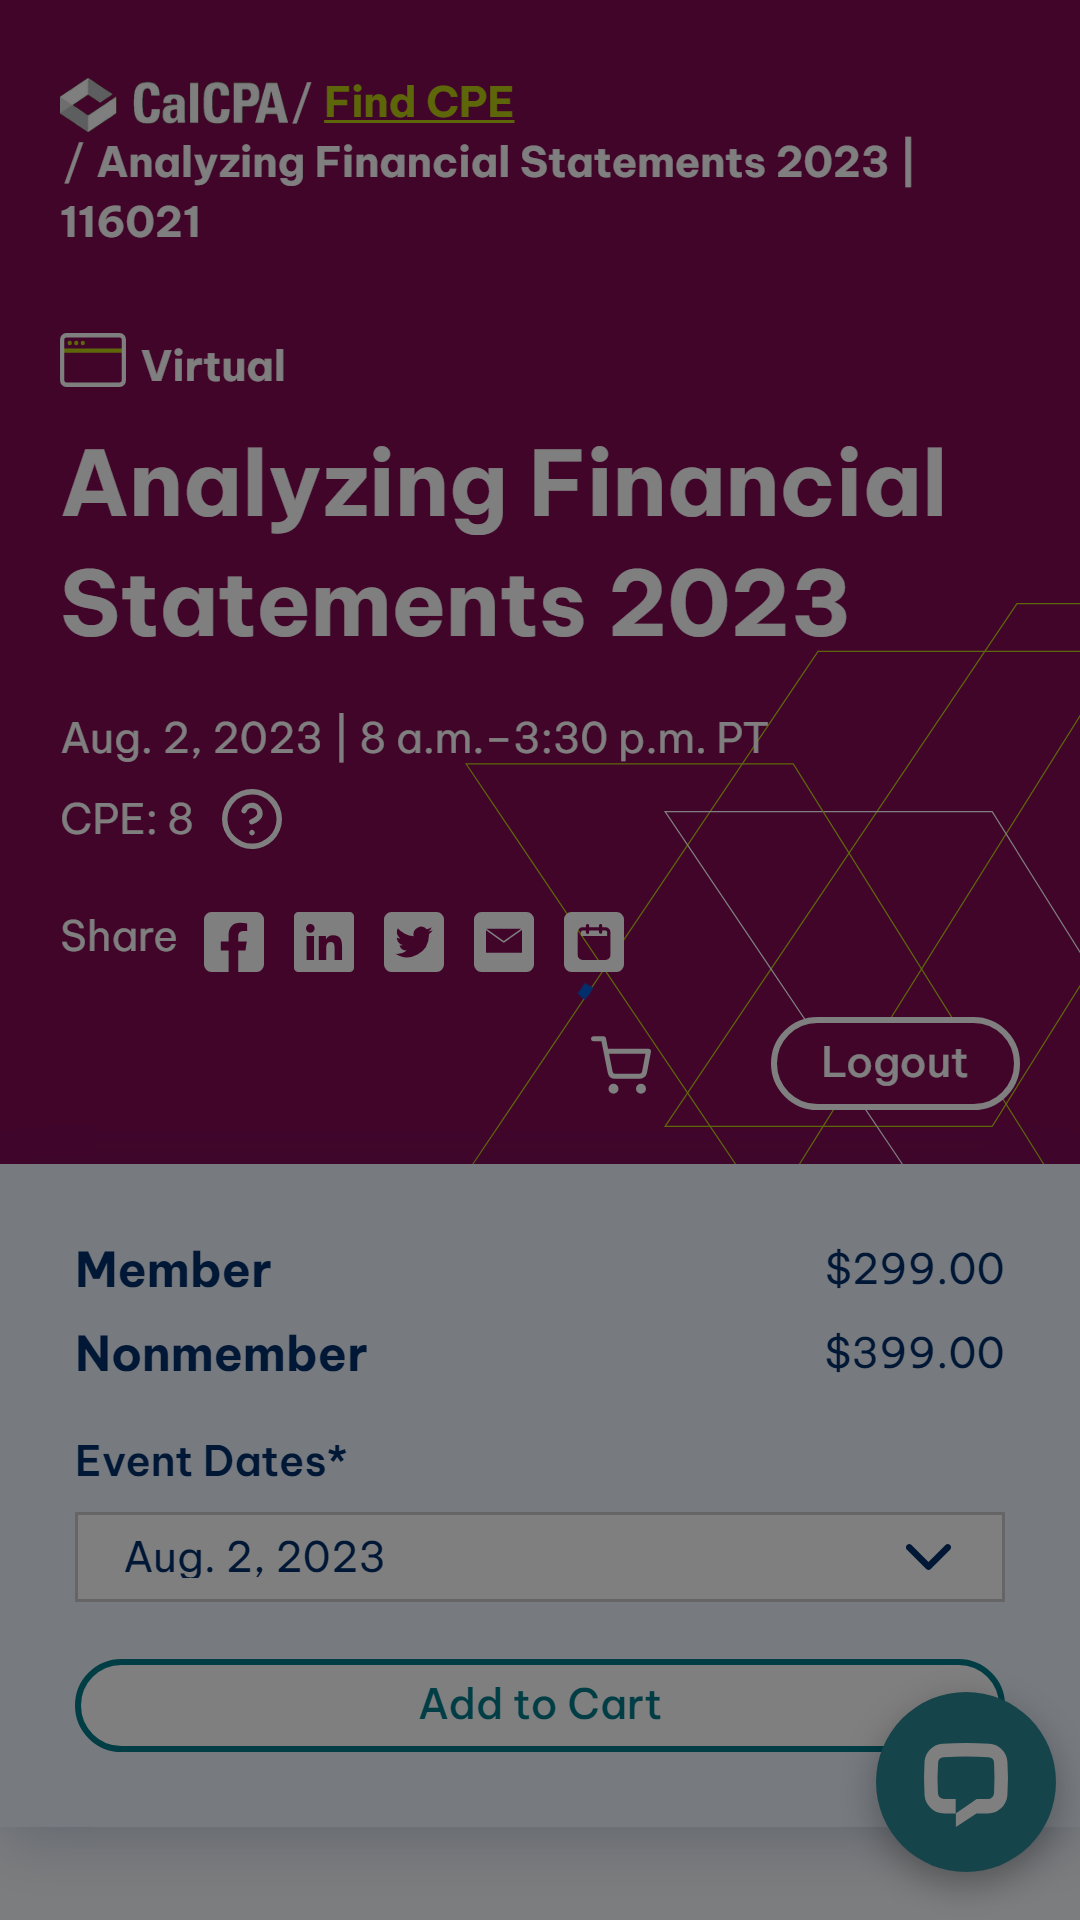 CalCPA / Find CPE
/ Analyzing Financial Statements 2023 |
116021
Virtual
Analyzing Financial
Statements 2023
Aug. 2, 2023 | 8 a.m.–3:30 p.m. PT
CPE: 8 ?
Share
Logout
Member $299.00
Nonmember $399.00
Event Dates*
Aug. 2, 2023
Add to Cart